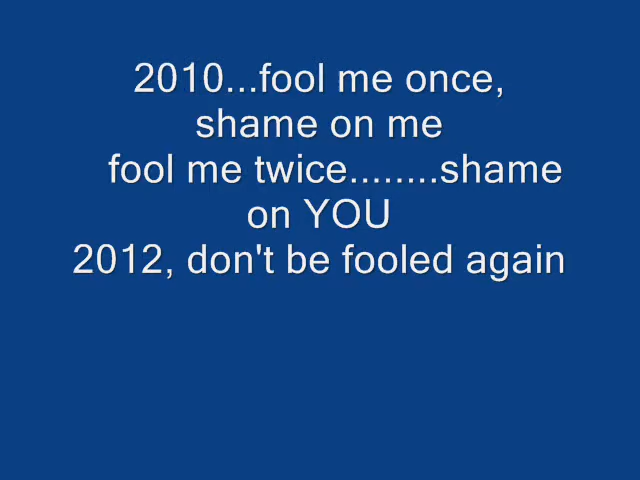 2010...fool me once,
shame on me
fool me twice........shame
on YOU
2012, don't be fooled again